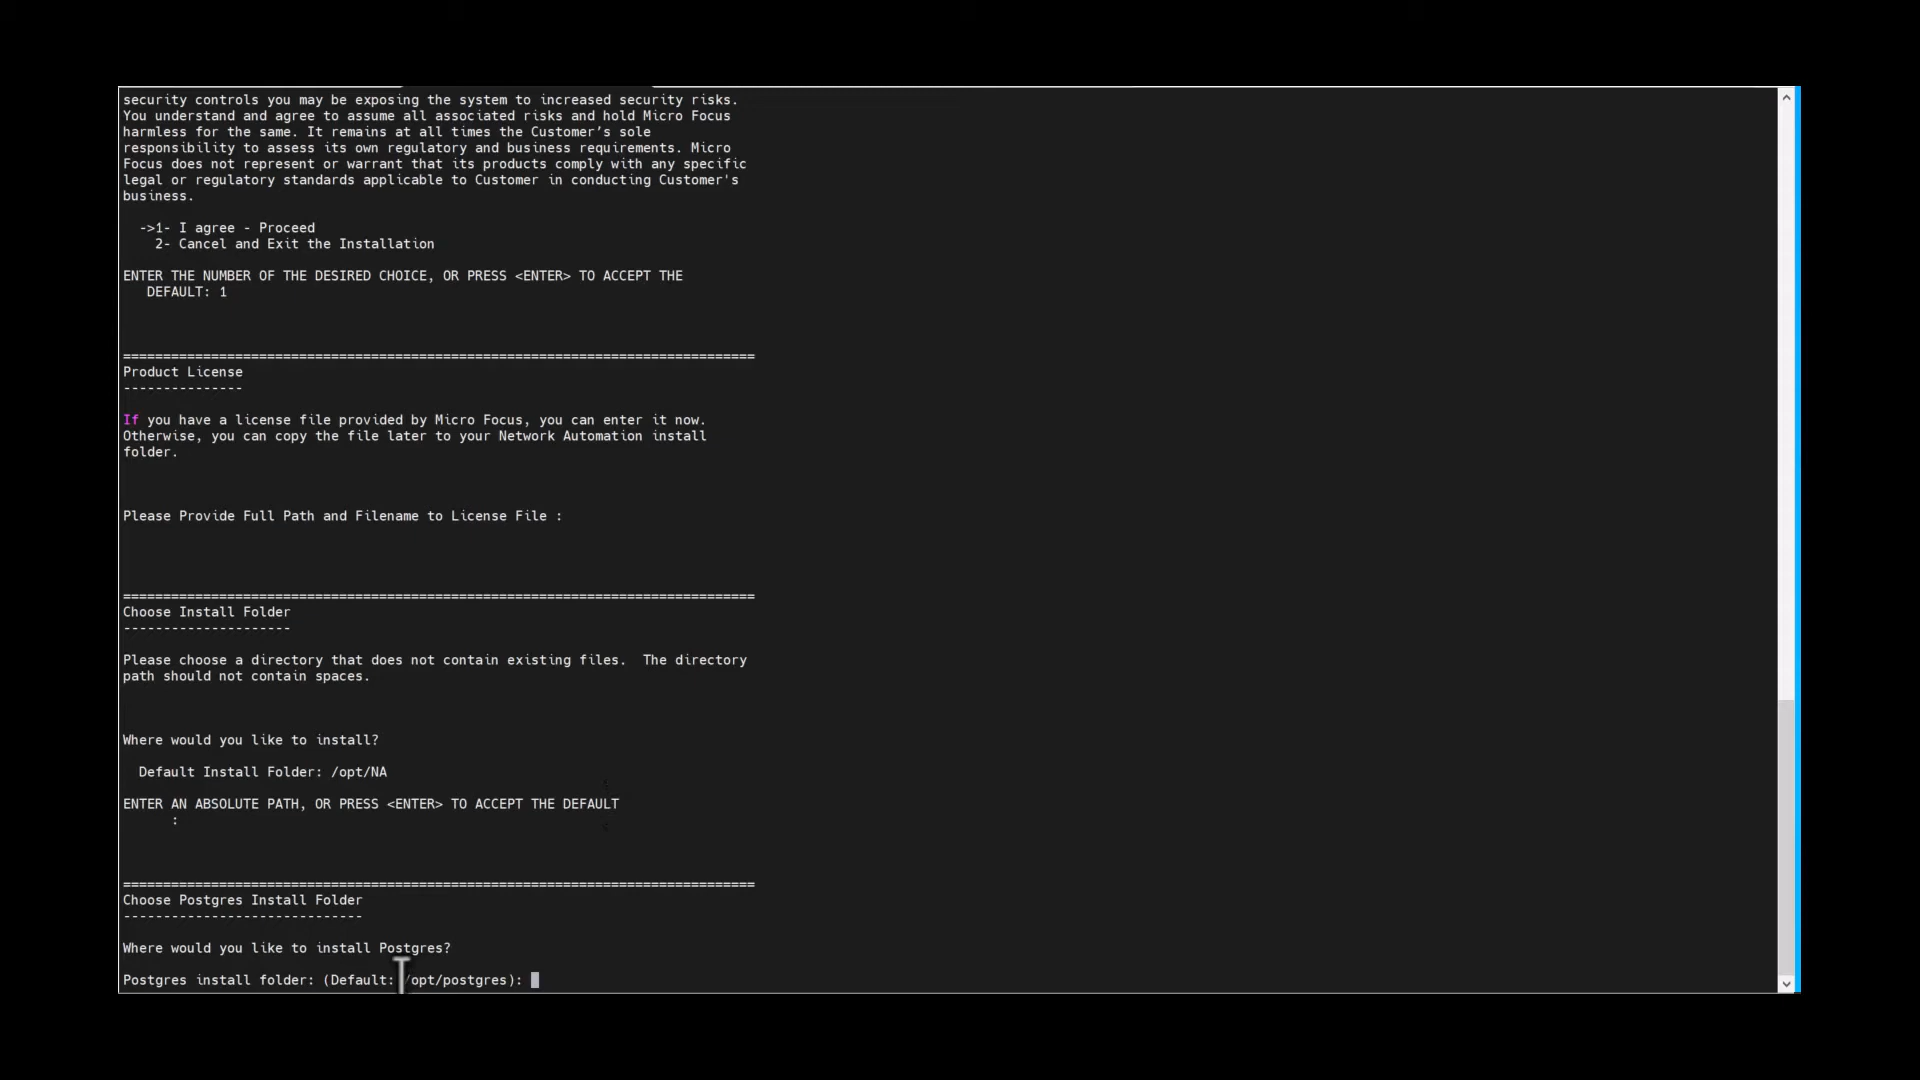 security controls you may be exposing the system to increased security risks.
You understand and agree to assume all associated risks and hold Micro Focus
harmless for the same. It remains at all times the Customer’s sole
responsibility to assess its own regulatory and business requirements. Micro
Focus does not represent or warrant that its products comply with any specific
legal or regulatory standards applicable to Customer in conducting Customer's
business.
->1- I agree - Proceed
2- Cancel and Exit the Installation
ENTER THE NUMBER OF THE DESIRED CHOICE, OR PRESS <ENTER> TO ACCEPT THE
DEFAULT: 1
===============================================================================
Product License
---------------
If you have a license file provided by Micro Focus, you can enter it now.
Otherwise, you can copy the file later to your Network Automation install
folder.
Please Provide Full Path and Filename to License File :
===============================================================================
Choose Install Folder
---------------------
Please choose a directory that does not contain existing files.  The directory
path should not contain spaces.
Where would you like to install?
Default Install Folder: /opt/NA
ENTER AN ABSOLUTE PATH, OR PRESS <ENTER> TO ACCEPT THE DEFAULT
:
===============================================================================
Choose Postgres Install Folder
------------------------------
Where would you like to install Postgres?
Postgres install folder: (Default: /opt/postgres):